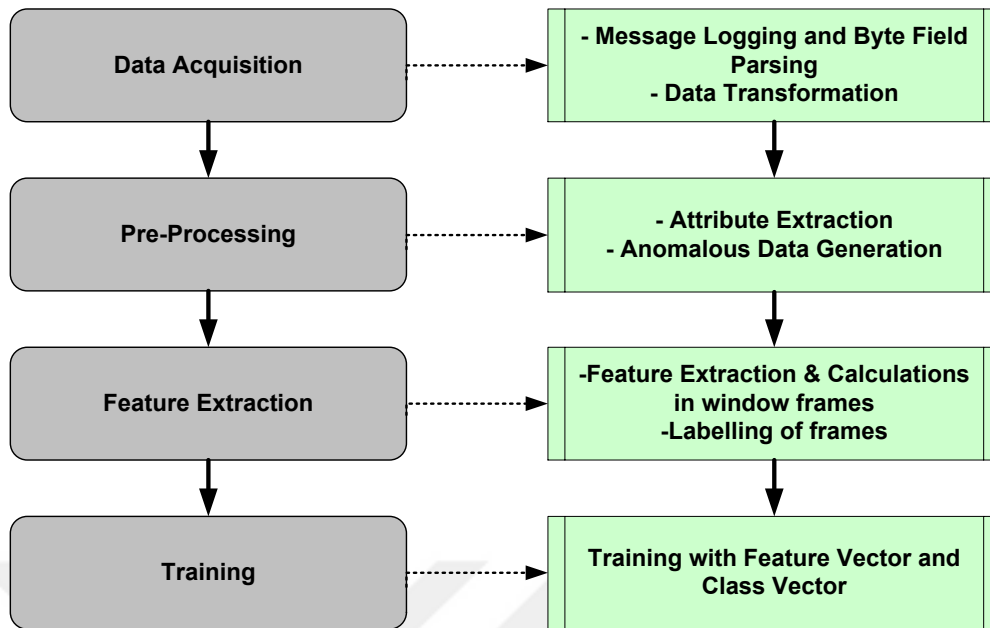 Data Acquisition
- Message Logging and Byte Field
Parsing
- Data Transformation
Pre-Processing
- Attribute Extraction
- Anomalous Data Generation
Feature Extraction
-Feature Extraction & Calculations
in window frames
-Labelling of frames
Training
Training with Feature Vector and
Class Vector